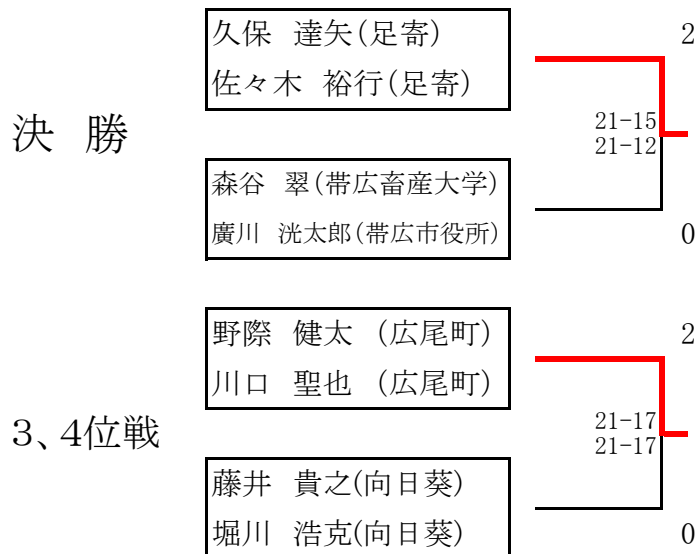 久保 達矢(足寄)
佐々木 裕行(足寄)
2
決 勝
21-15
21-12
森谷 翠(帯広畜産大学)
廣川 洸太郎(帯広市役所)
0
野際 健太 (広尾町)
川口 聖也 (広尾町)
2
3、4位戦
21-17
21-17
藤井 貴之(向日葵)
堀川 浩克(向日葵)
0